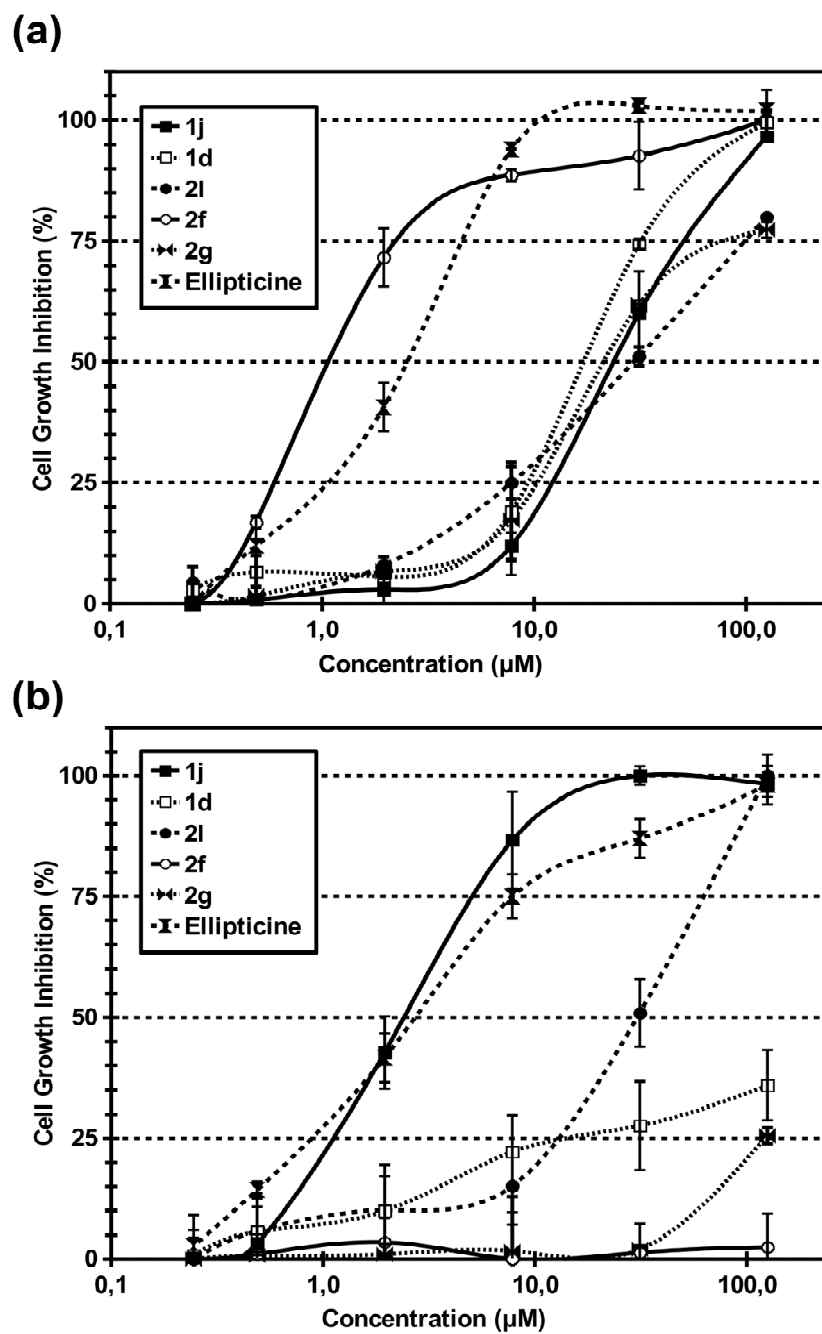 (a)
Cell Growth Inhibition (%)
100
75
50
25
0
1j
1d
2l
2f
2g
Ellipticine
0,1
1,0
10,0
100,0
Concentration (µM)
(b)
Cell Growth Inhibition (%)
100
75
50
25
0
1j
1d
2l
2f
2g
Ellipticine
0,1
1,0
10,0
100,0
Concentration (µM)